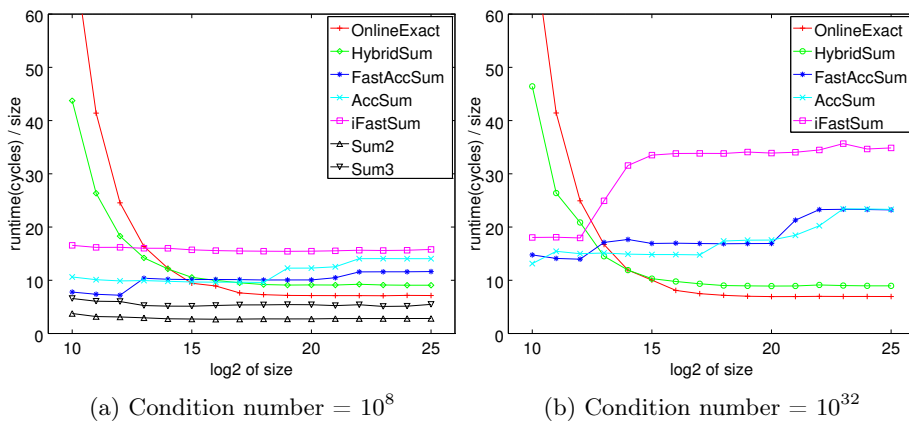 60
50
40
30
20
10
0
runtime(cycles) / size
10
15
20
25
log2 of size
OnlineExact
HybridSum
FastAccSum
AccSum
iFastSum
Sum2
Sum3
(a) Condition number = 10^8
60
50
40
30
20
10
0
runtime(cycles) / size
10
15
20
25
log2 of size
OnlineExact
HybridSum
FastAccSum
AccSum
iFastSum
(b) Condition number = 10^32